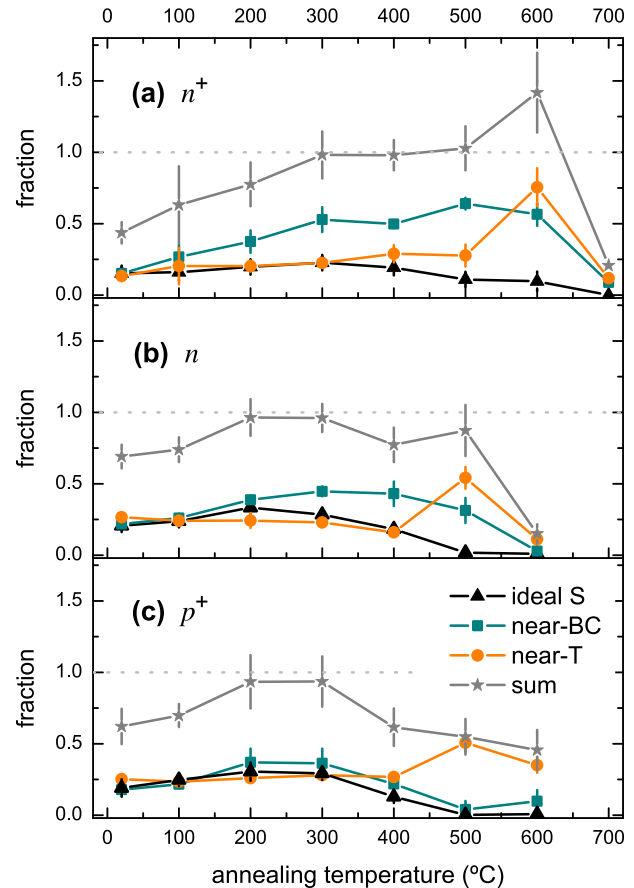 0 100 200 300 400 500 600 700
(a) n+
fraction
1.5
1.0
0.5
0.0
(b) n
fraction
1.5
1.0
0.5
0.0
(c) p+
fraction
1.5
1.0
0.5
0.0
ideal S
near-BC
near-T
sum
0 100 200 300 400 500 600 700
annealing temperature (ºC)